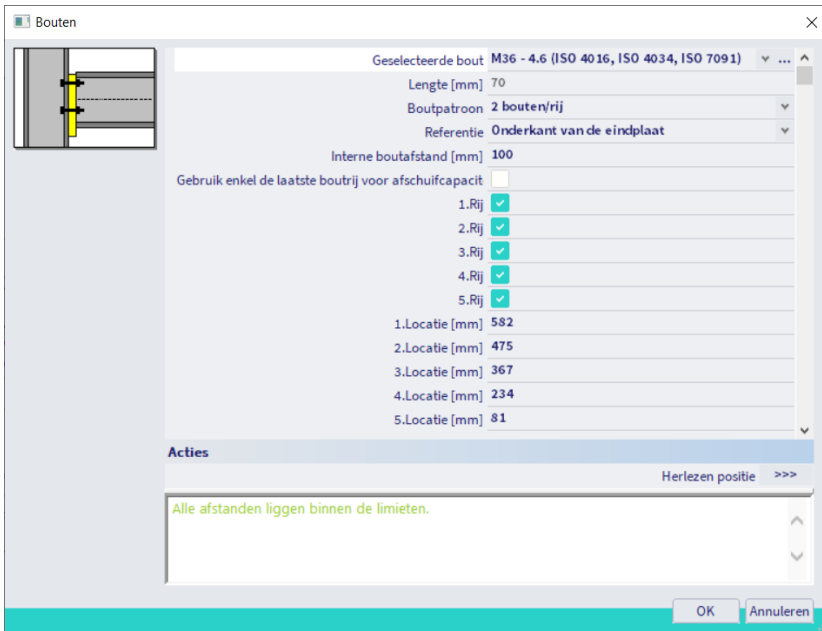 Bouten
Geselecteerde bout M36 - 4.6 (ISO 4016, ISO 4034, ISO 7091) ...
Lengte [mm] 70
Boutpatroon 2 bouten/rij
Referentie Onderkant van de eindplaat
Interne boutafstand [mm] 100
Gebruik enkel de laatste boutrij voor afschuifcapacit
1.Rij
2.Rij
3.Rij
4.Rij
5.Rij
1.Locatie [mm] 582
2.Locatie [mm] 475
3.Locatie [mm] 367
4.Locatie [mm] 234
5.Locatie [mm] 81
Acties
Herlezen positie >>>
Alle afstanden liggen binnen de limieten.
OK Annuleren